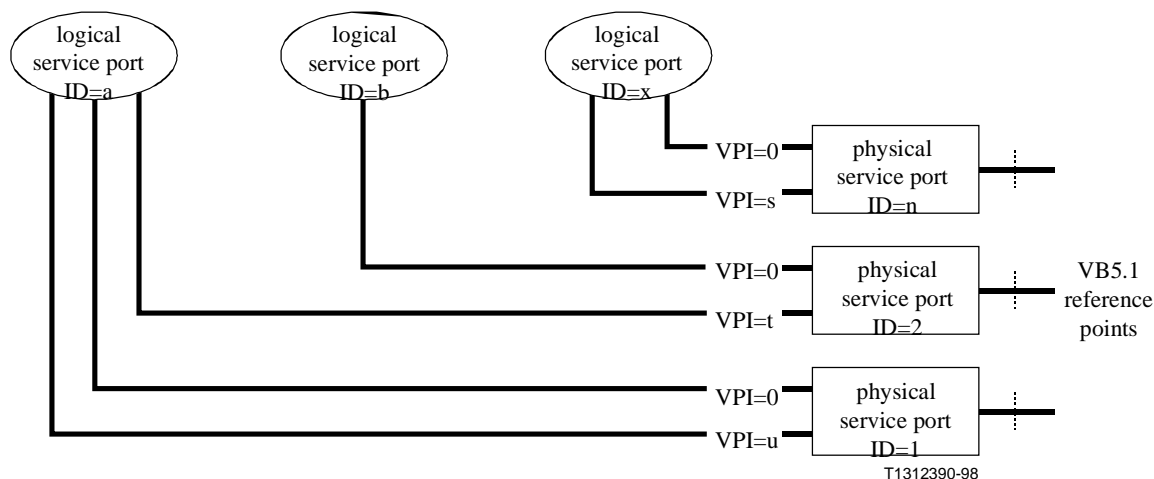 logical
service port
ID=a
logical
service port
ID=b
logical
service port
ID=x
VPI=0
VPI=s
physical
service port
ID=n
VPI=0
VPI=t
physical
service port
ID=2
VB5.1
reference
points
VPI=0
VPI=u
physical
service port
ID=1
T1312390-98